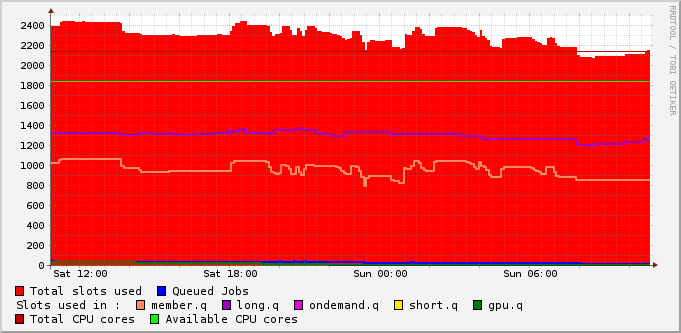 RRDTOOL / TOBI OETIKER
2400
2200
2000
1800
1600
1400
1200
1000
800
600
400
200
0
Sat 12:00 Sat 18:00 Sun 00:00 Sun 06:00
Total slots used Queued Jobs
Slots used in : member.q long.q ondemand.q short.q gpu.q
Total CPU cores Available CPU cores